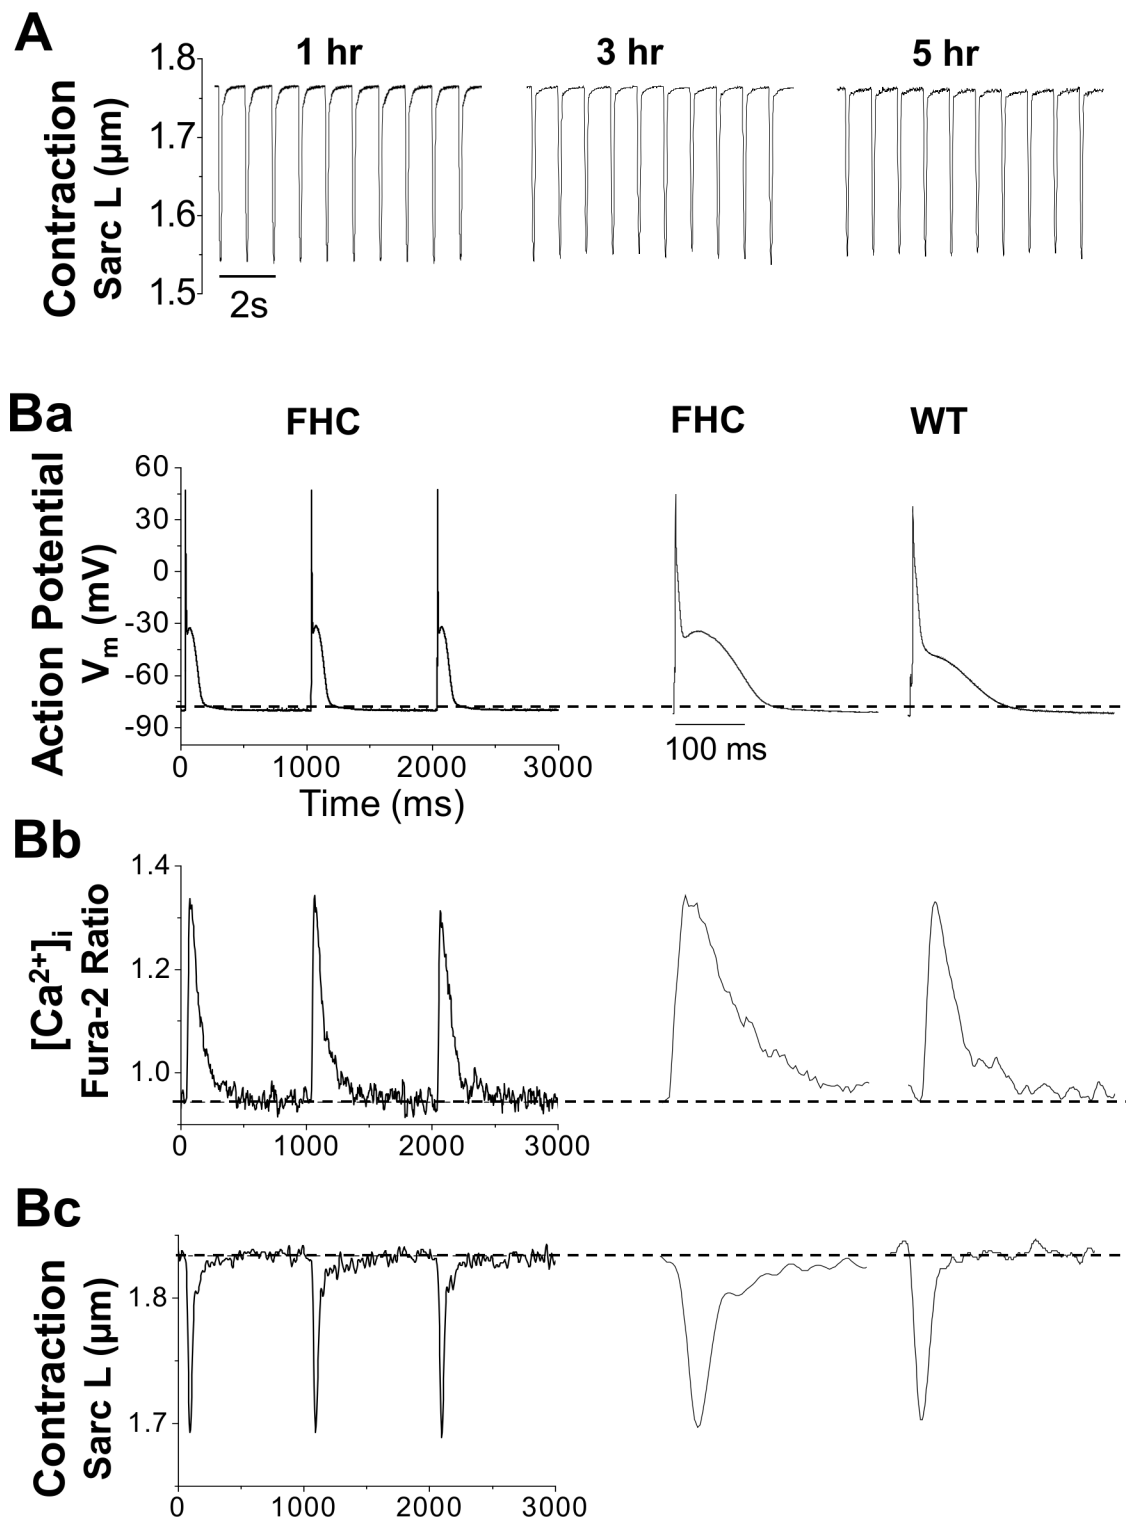 A
1 hr
3 hr
5 hr
Contraction
Sarc L (µm)
1.8
1.7
1.6
1.5
2s
Ba
FHC
FHC
WT
Action Potential
Vm (mV)
60
30
0
-30
-60
-90
0
1000
2000
3000
Time (ms)
100 ms
Bb
[Ca2+]i
Fura-2 Ratio
1.4
1.2
1.0
0
1000
2000
3000
Bc
Contraction
Sarc L (µm)
1.8
1.7
0
1000
2000
3000